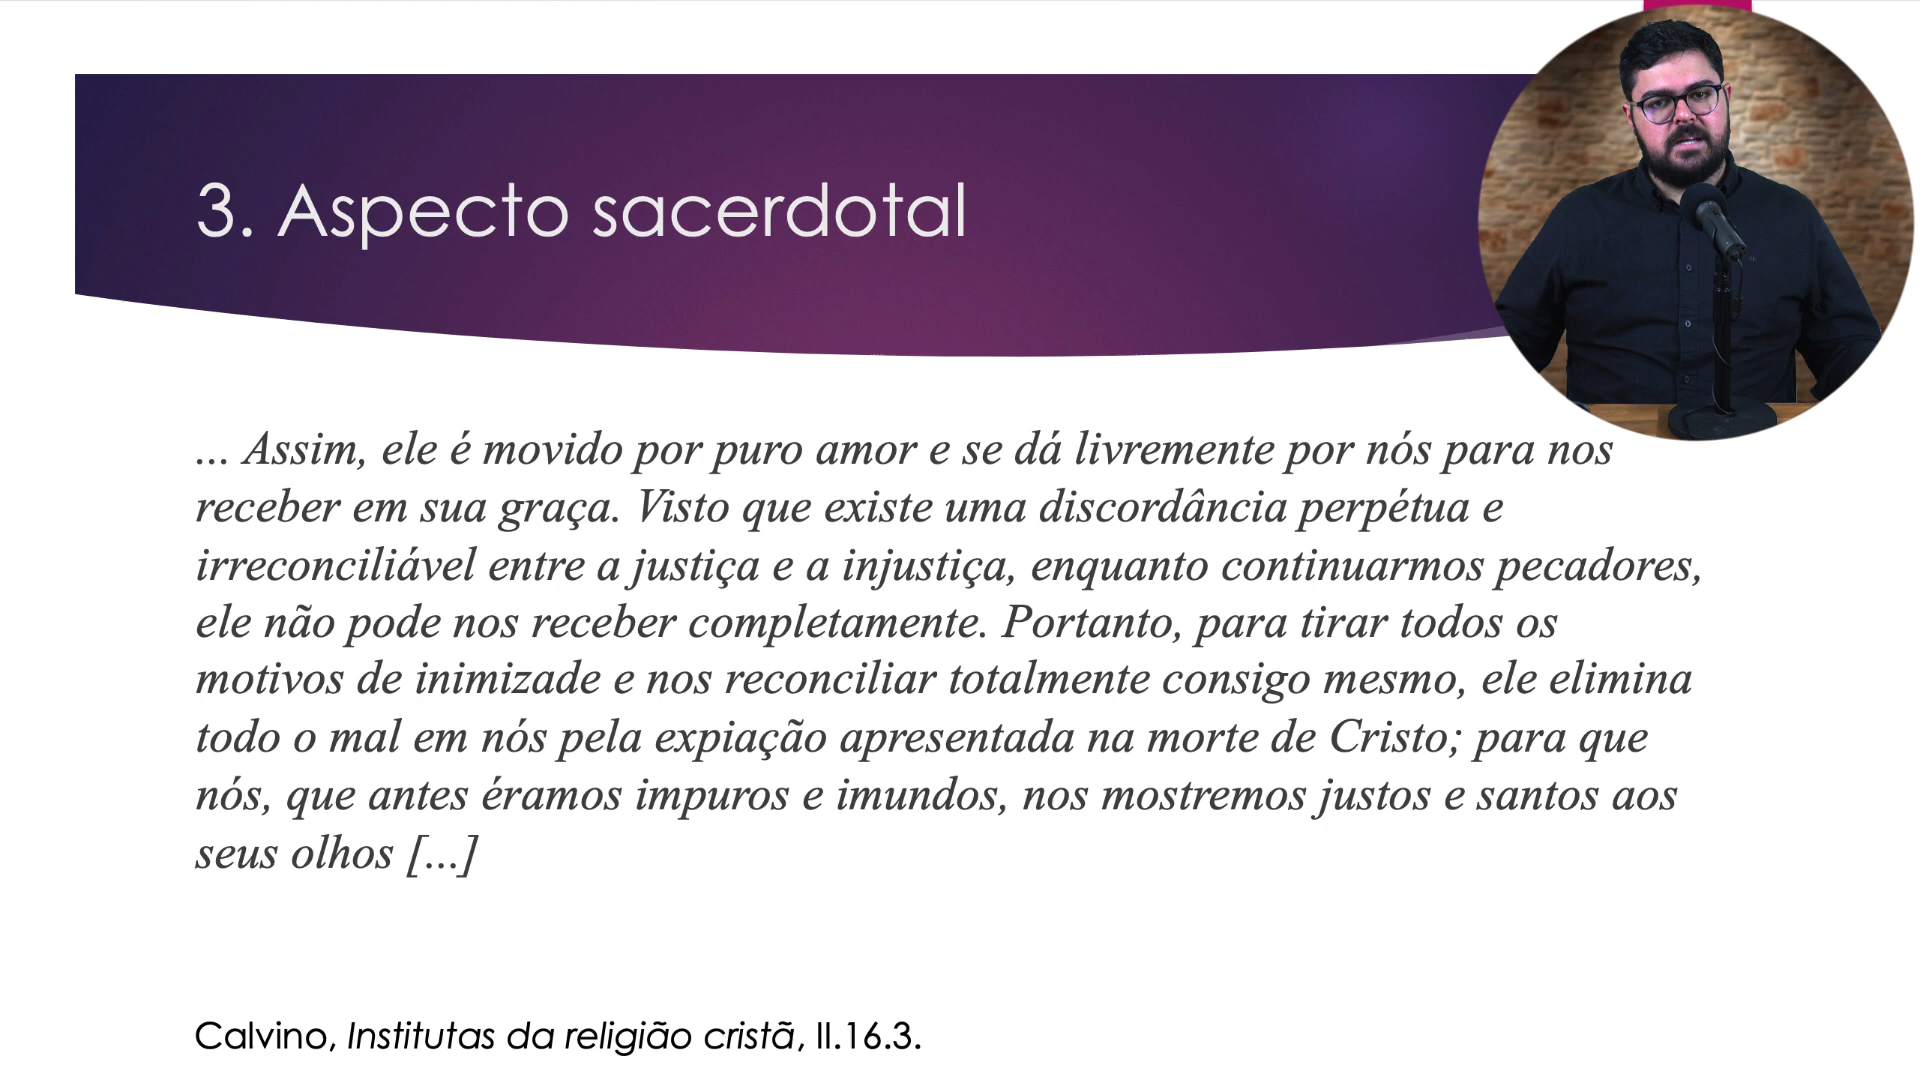 3. Aspecto sacerdotal
... Assim, ele é movido por puro amor e se dá livremente por nós para nos
receber em sua graça. Visto que existe uma discordância perpétua e
irreconciliável entre a justiça e a injustiça, enquanto continuarmos pecadores,
ele não pode nos receber completamente. Portanto, para tirar todos os
motivos de inimizade e nos reconciliar totalmente consigo mesmo, ele elimina
todo o mal em nós pela expiação apresentada na morte de Cristo; para que
nós, que antes éramos impuros e imundos, nos mostremos justos e santos aos
seus olhos [...]
Calvino, Institutas da religião cristã, II.16.3.